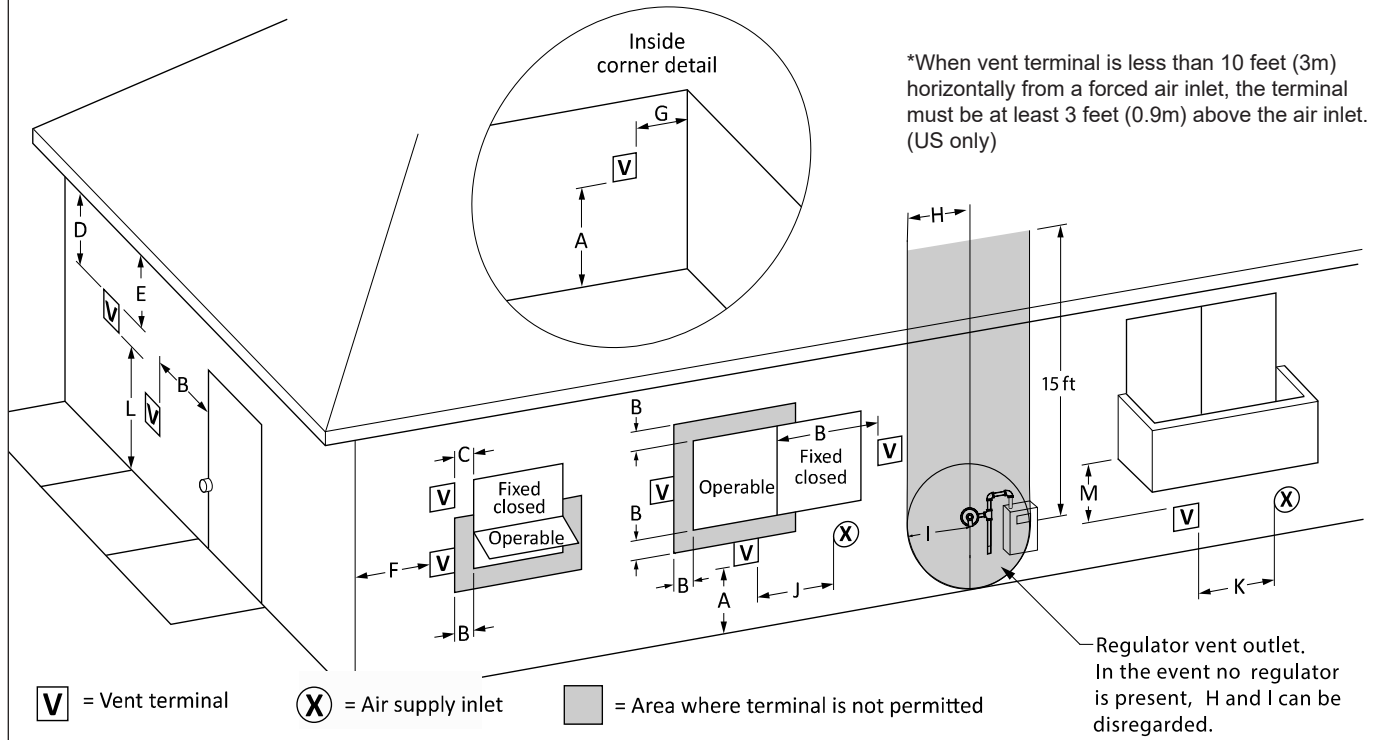 Inside
corner detail
G
V
A
*When vent terminal is less than 10 feet (3m)
horizontally from a forced air inlet, the terminal
must be at least 3 feet (0.9m) above the air inlet.
(US only)
D
E
V
L
B
V
C
V
Fixed
closed
Operable
V
F
B
B
B
V
Operable
Fixed
closed
V
B
B
V
A
J
X
H
15 ft
I
M
V
X
K
Regulator vent outlet.
In the event no regulator
is present, H and I can be
disregarded.
V = Vent terminal
X = Air supply inlet
= Area where terminal is not permitted